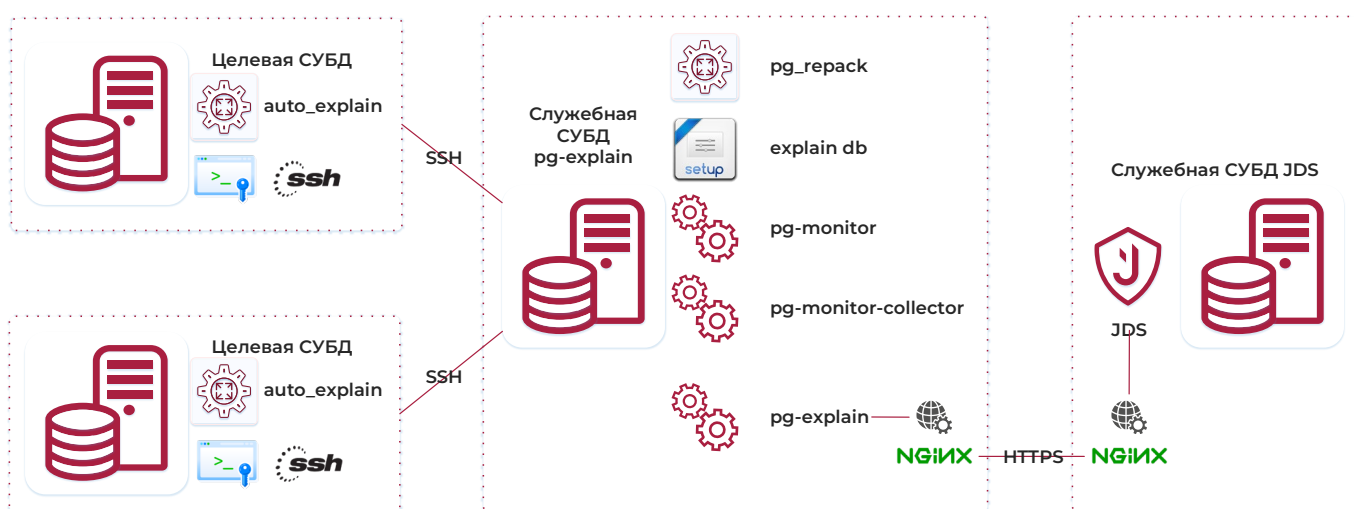 Целевая СУБД
auto_explain
>_
ssh
SSH
Целевая СУБД
auto_explain
>_
ssh
SSH
Служебная
СУБД
pg-explain
pg_repack
setup
explain db
pg-monitor
pg-monitor-collector
pg-explain
NGINX
HTTPS
Служебная СУБД JDS
J
JDS
NGINX